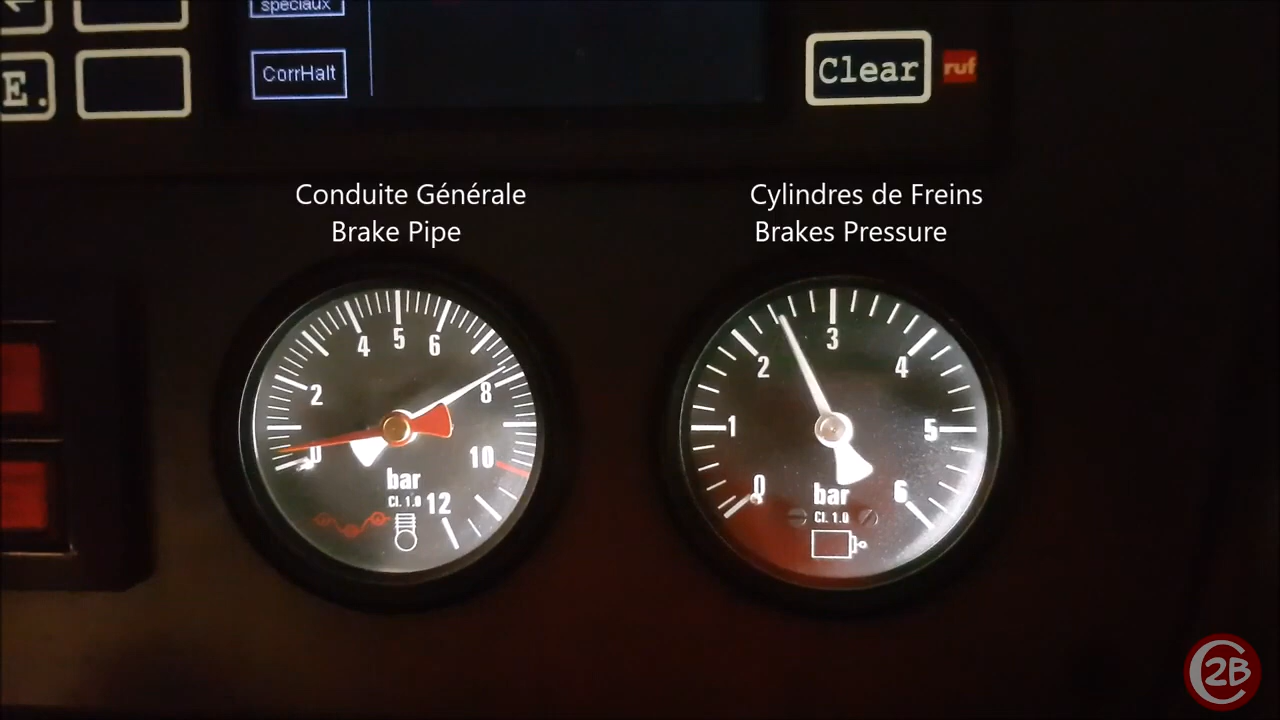 spéciaux
E.
CorrHalt
Clear
ruf
Conduite Générale
Brake Pipe
Cylindres de Freins
Brakes Pressure
0 2 4 5 6 8 10 12
bar
Cl. 1.0
0 1 2 3 4 5 6
bar
Cl. 1.0
C2B